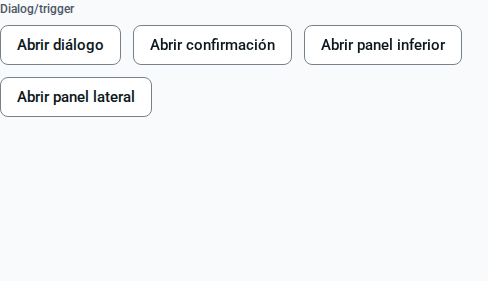 Dialog/trigger
Abrir diálogo Abrir confirmación Abrir panel inferior
Abrir panel lateral